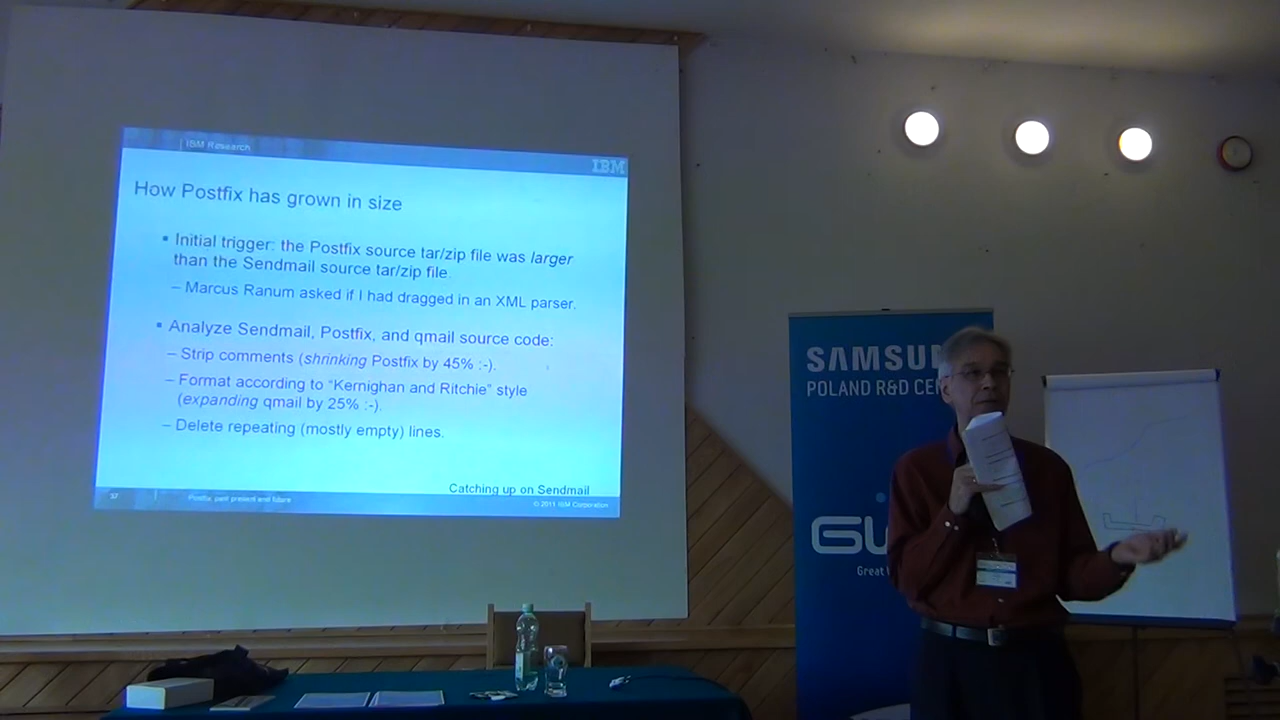 IBM Research
IBM
How Postfix has grown in size
▪ Initial trigger: the Postfix source tar/zip file was larger
than the Sendmail source tar/zip file.
– Marcus Ranum asked if I had dragged in an XML parser.
▪ Analyze Sendmail, Postfix, and qmail source code:
– Strip comments (shrinking Postfix by 45% :-).
– Format according to “Kernighan and Ritchie” style
(expanding qmail by 25% :-).
– Delete repeating (mostly empty) lines.
Catching up on Sendmail
37
Postfix, past present and future
© 2011 IBM Corporation
SAMSU
POLAND R&D CE
Great